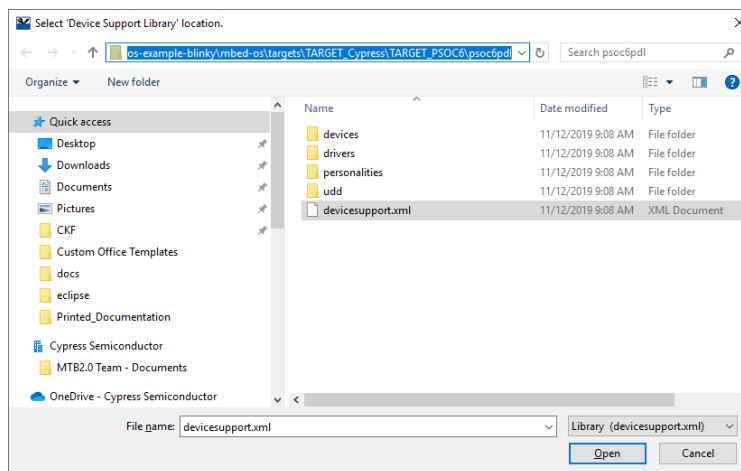 Select 'Device Support Library' location.
os-example-blinky\mbed-os\targets\TARGET_Cypress\TARGET_PSOC6\psoc6pdl
Search psoc6pdl
Organize
New folder
Name
Date modified
Type
Quick access
Desktop
Downloads
Documents
Pictures
CKF
Custom Office Templates
docs
eclipse
Printed_Documentation
Cypress Semiconductor
MTB2.0 Team - Documents
OneDrive - Cypress Semiconductor
devices 11/12/2019 9:08 AM File folder
drivers 11/12/2019 9:08 AM File folder
personalities 11/12/2019 9:08 AM File folder
udd 11/12/2019 9:08 AM File folder
devicesupport.xml 11/12/2019 9:08 AM XML Document
File name: devicesupport.xml
Library (devicesupport.xml)
Open
Cancel